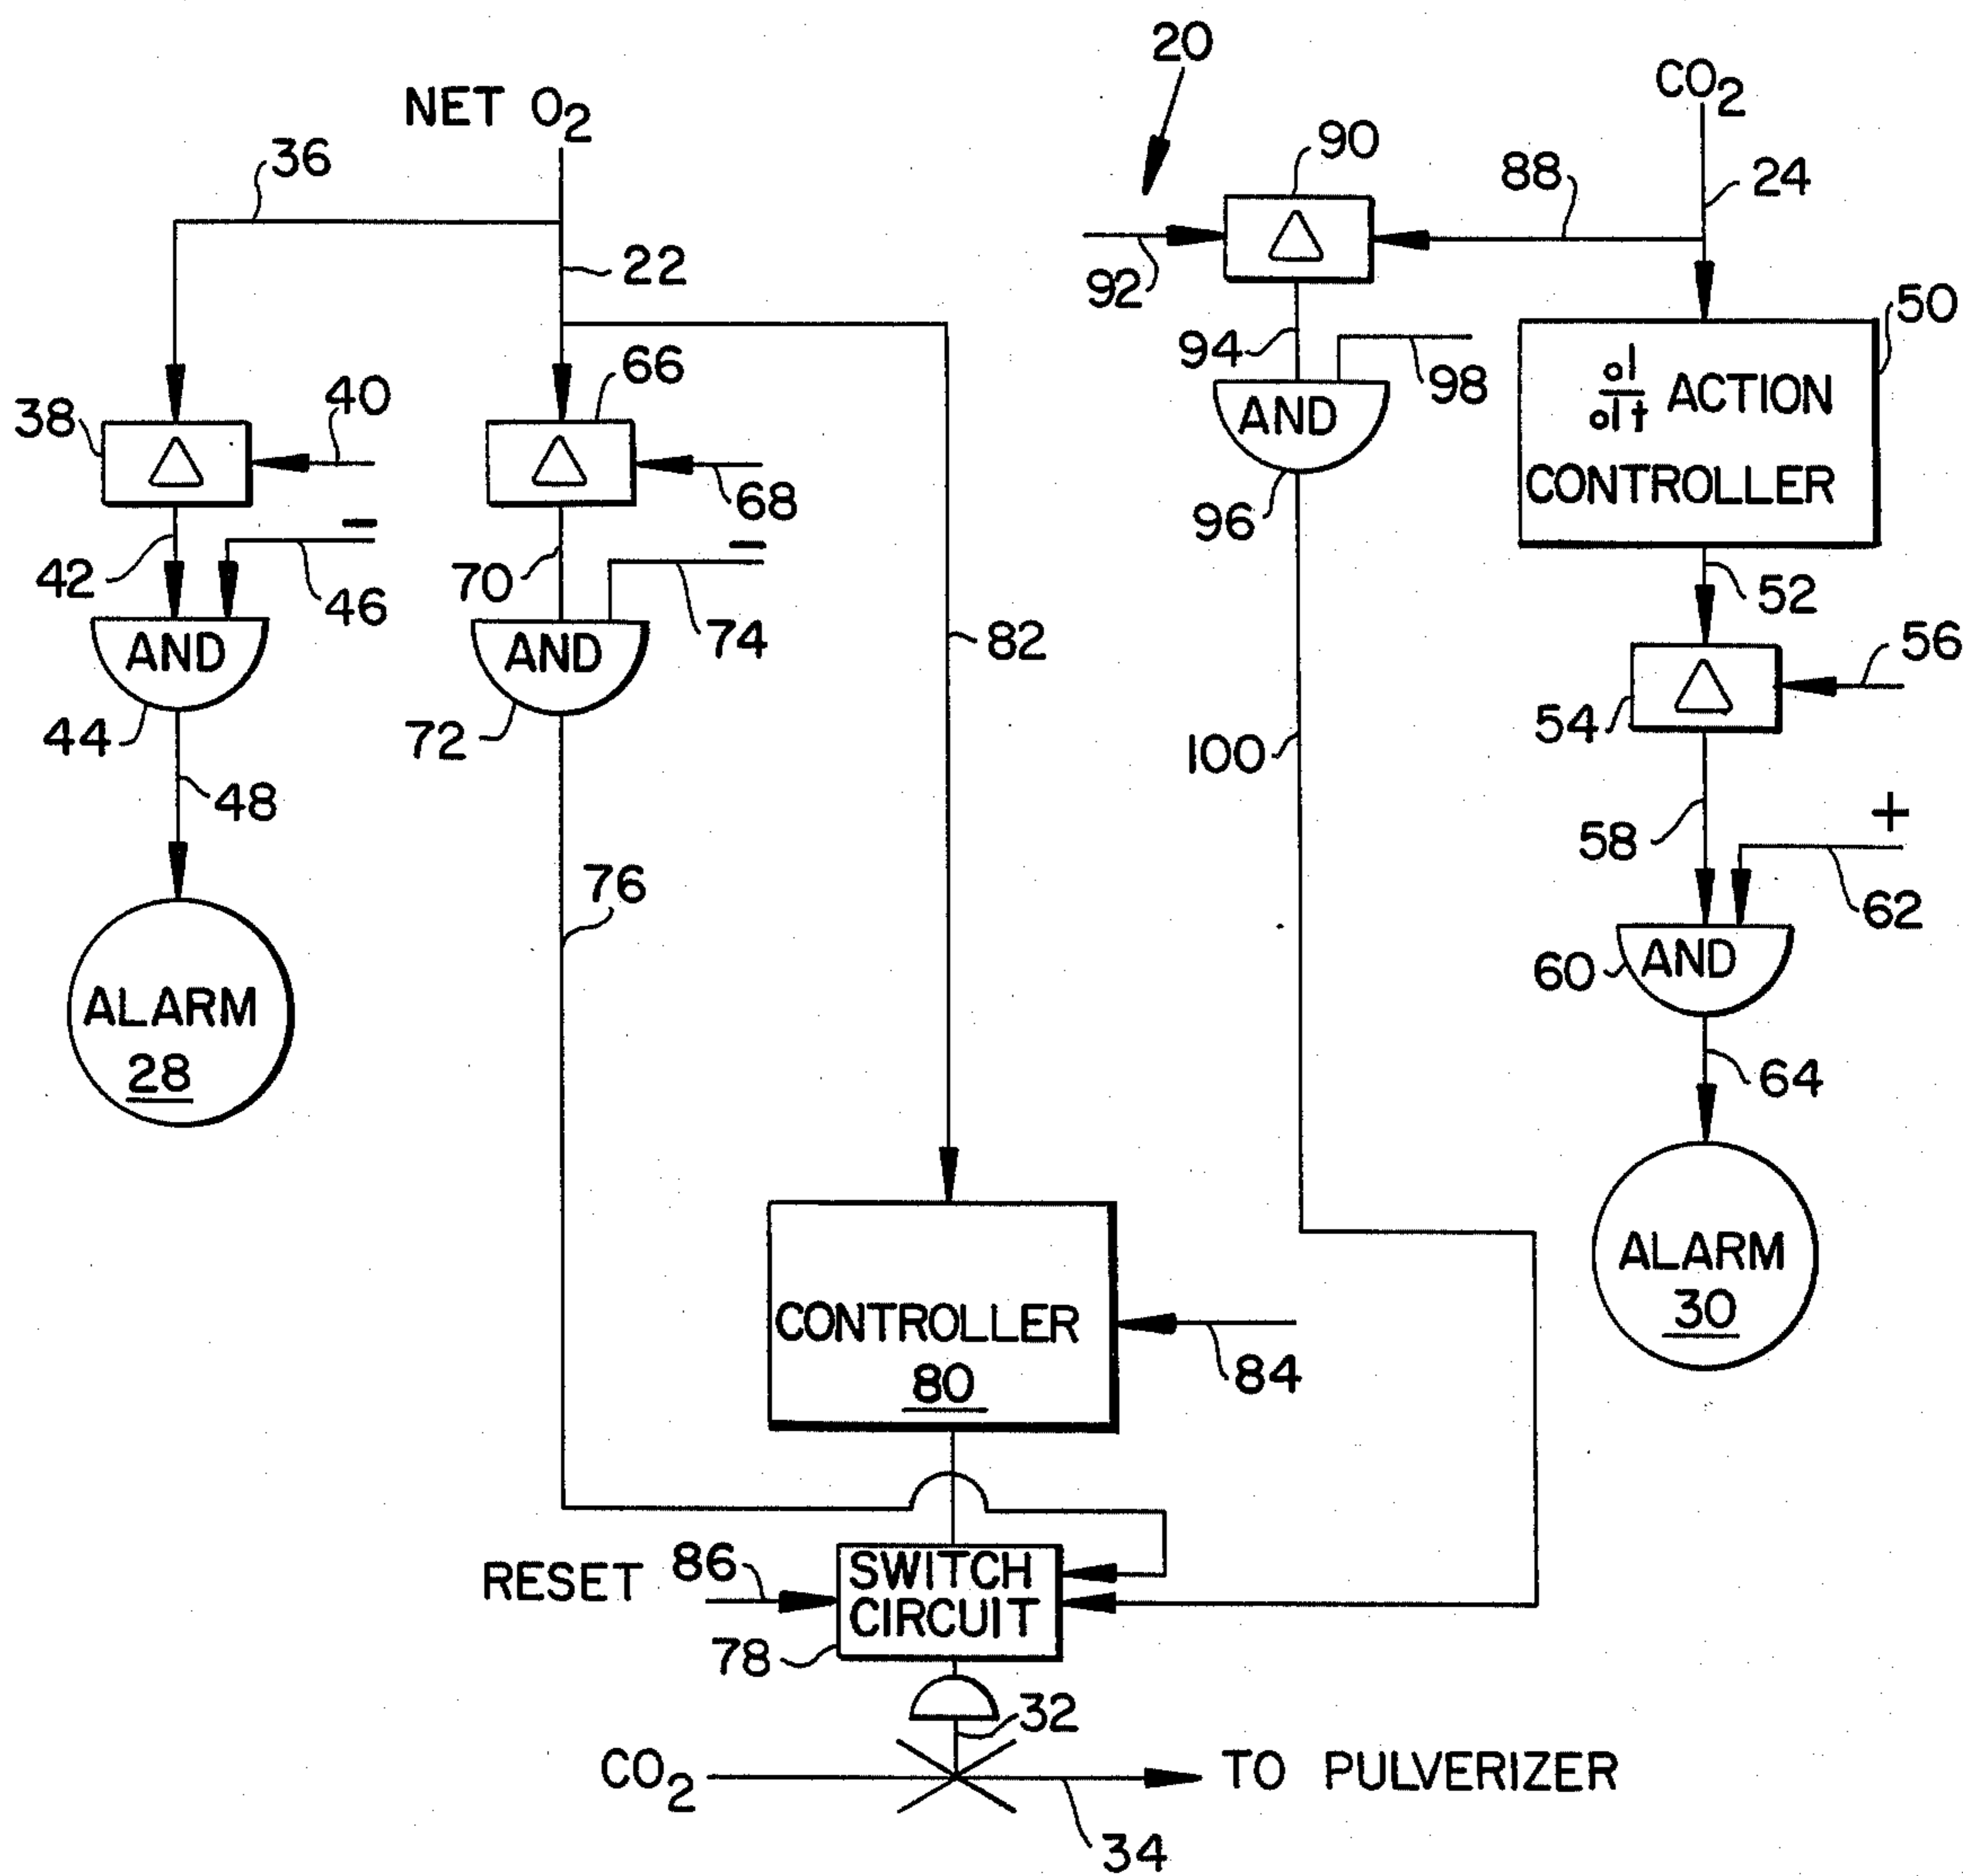 20
NET O2
CO2
36
90
88
24
22
92
50
94
98
66
40
38
d/dt ACTION
CONTROLLER
AND
96
68
−
−
42
46
70
74
52
56
AND
AND
82
54
44
72
48
100
+
58
76
62
60
AND
ALARM
28
64
ALARM
30
CONTROLLER
80
84
RESET
86
SWITCH
CIRCUIT
78
32
CO2
TO PULVERIZER
34